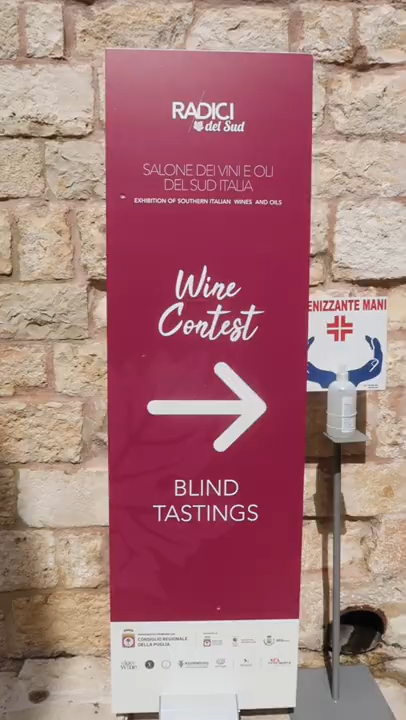 RADICI
del Sud
SALONE DEI VINI E OLI
DEL SUD ITALIA
EXHIBITION OF SOUTHERN ITALIAN WINES AND OILS
Wine
Contest
ENIZZANTE MANI
BLIND
TASTINGS
CONSIGLIO REGIONALE
DELLA PUGLIA